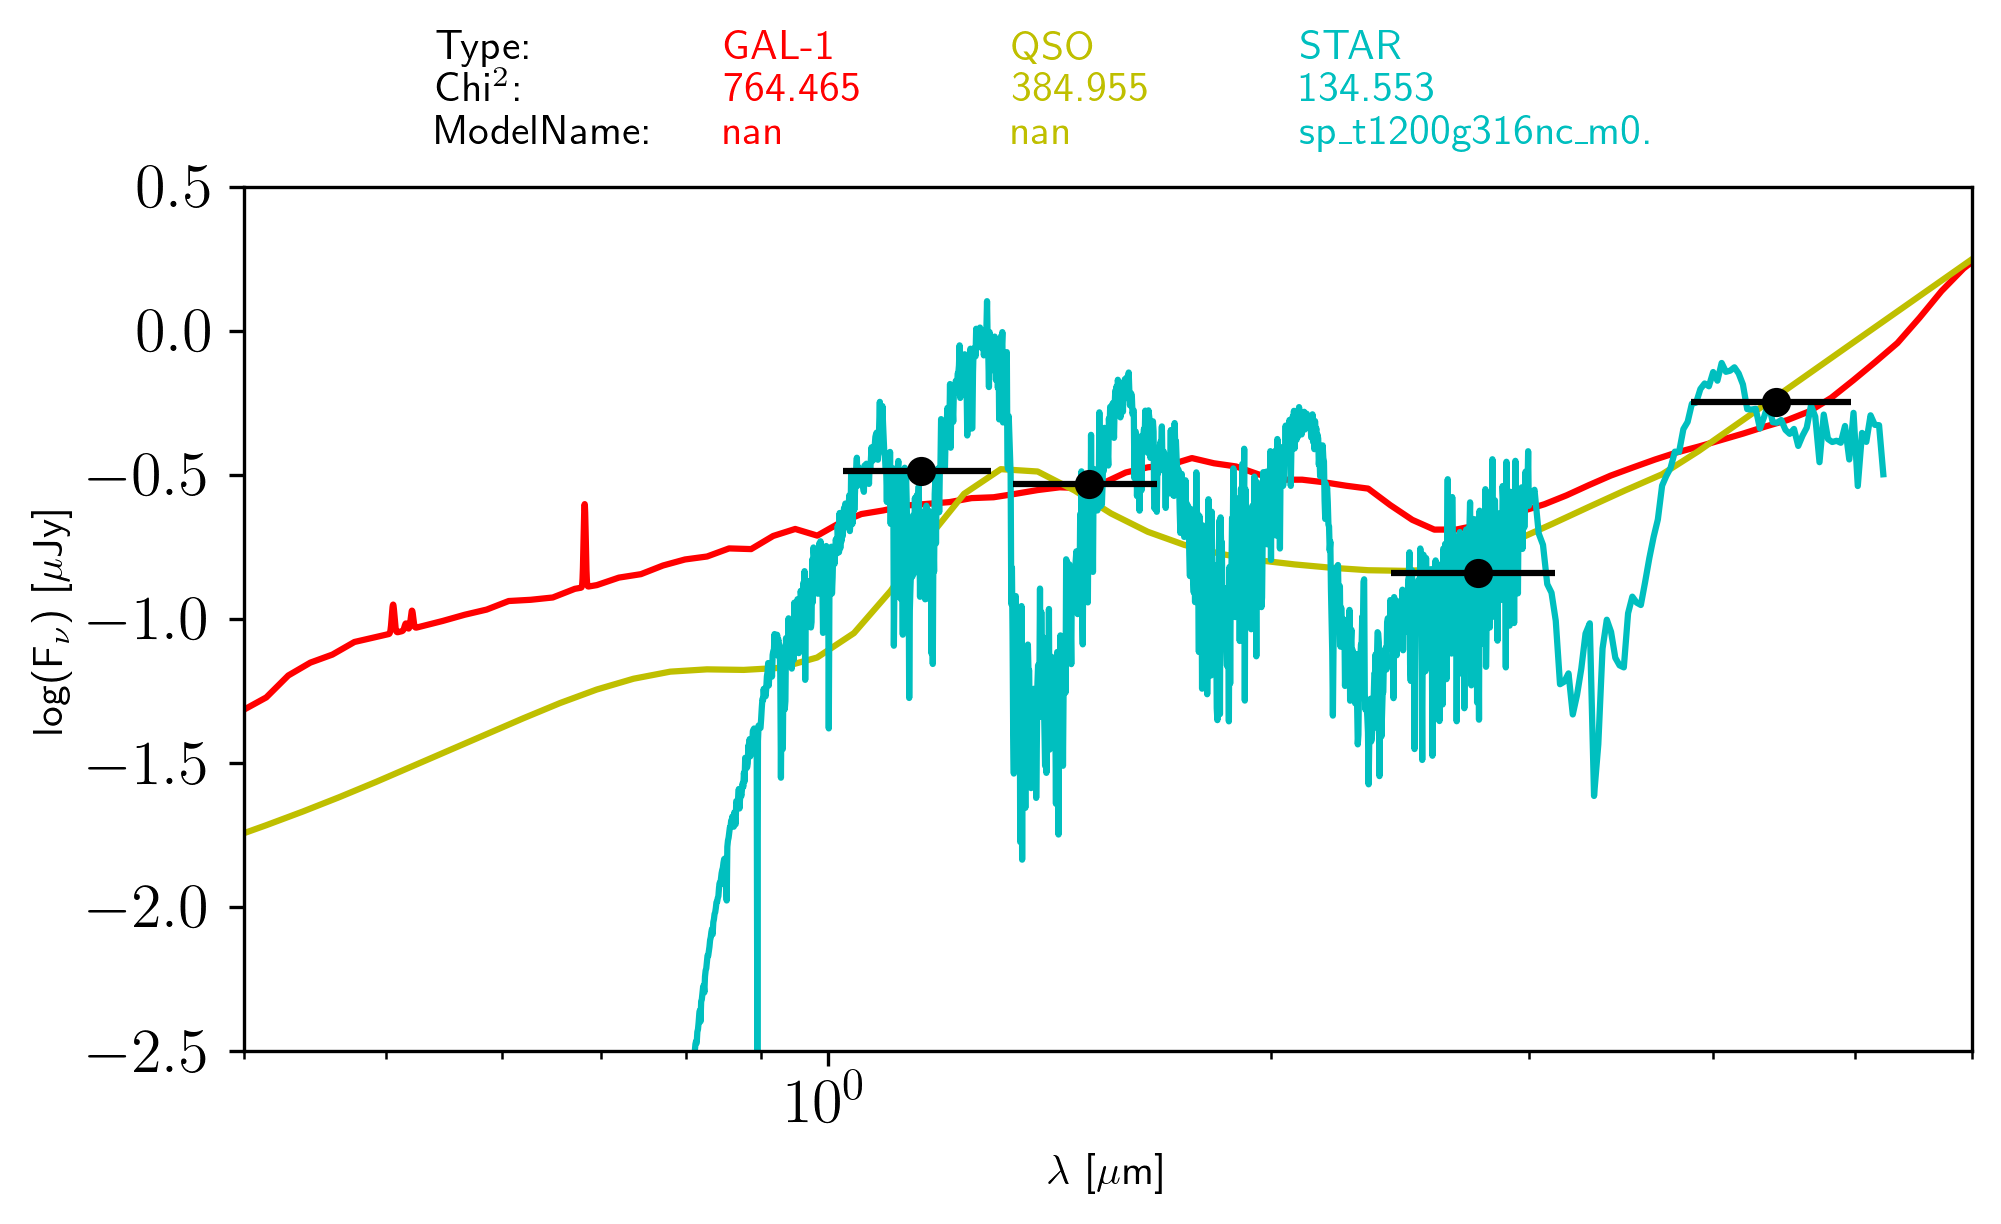 Type: GAL-1 QSO STAR
Chi²: 764.465 384.955 134.553
ModelName: nan nan sp_t1200g316nc_m0.
0.5
0.0
−0.5
−1.0
−1.5
−2.0
−2.5
log(Fν) [μJy]
10⁰
λ [μm]